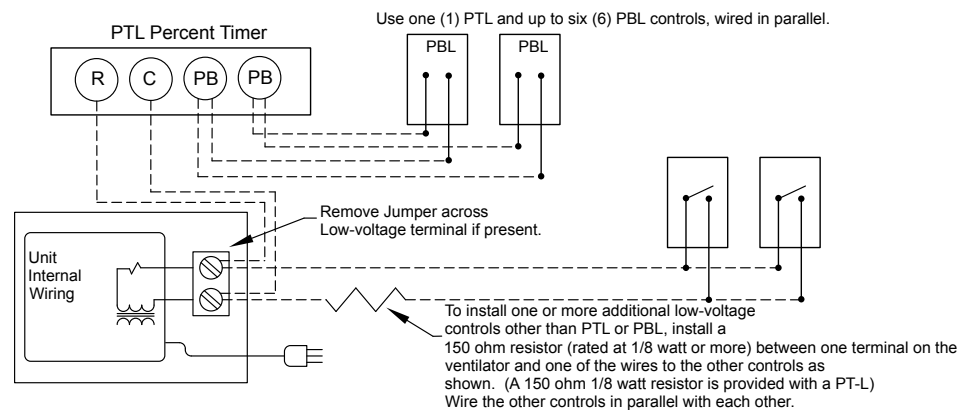 Use one (1) PTL and up to six (6) PBL controls, wired in parallel.
PTL Percent Timer
PBL
PBL
R
C
PB
PB
Remove Jumper across
Low-voltage terminal if present.
Unit
Internal
Wiring
To install one or more additional low-voltage
controls other than PTL or PBL, install a
150 ohm resistor (rated at 1/8 watt or more) between one terminal on the
ventilator and one of the wires to the other controls as
shown. (A 150 ohm 1/8 watt resistor is provided with a PT-L)
Wire the other controls in parallel with each other.